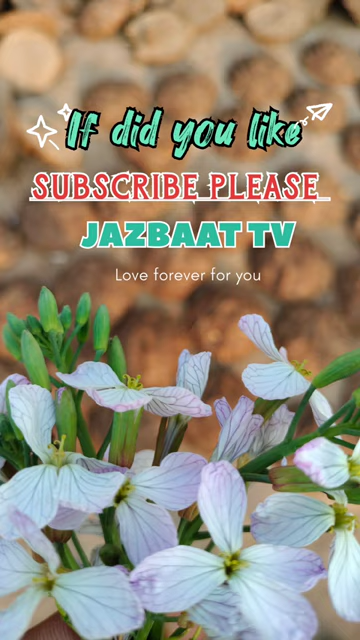 If did you like
SUBSCRIBE PLEASE
JAZBAAT TV
Love forever for you